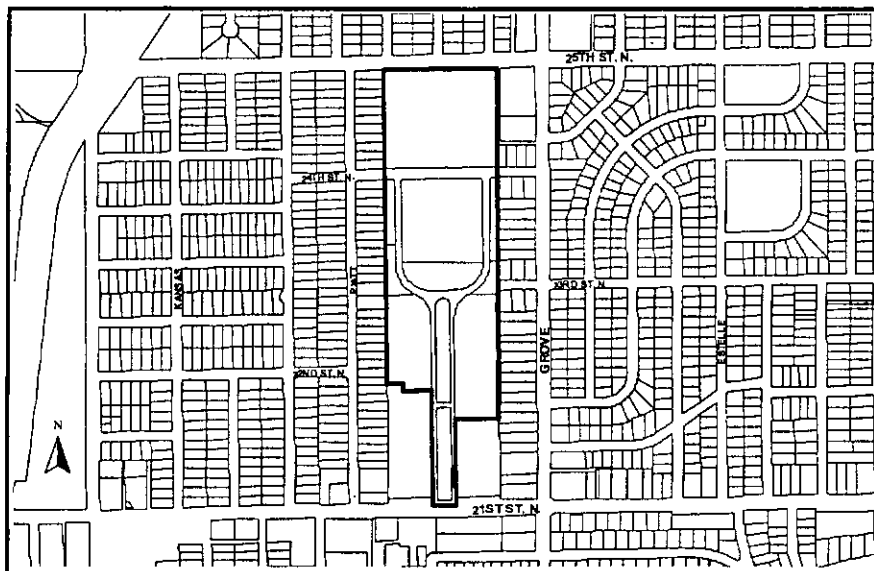 25TH ST. N.
24TH ST. N.
KANSAS
PIATT
23RD ST. N.
GROVE
ESTELLE
22ND ST. N.
N
21ST ST. N.